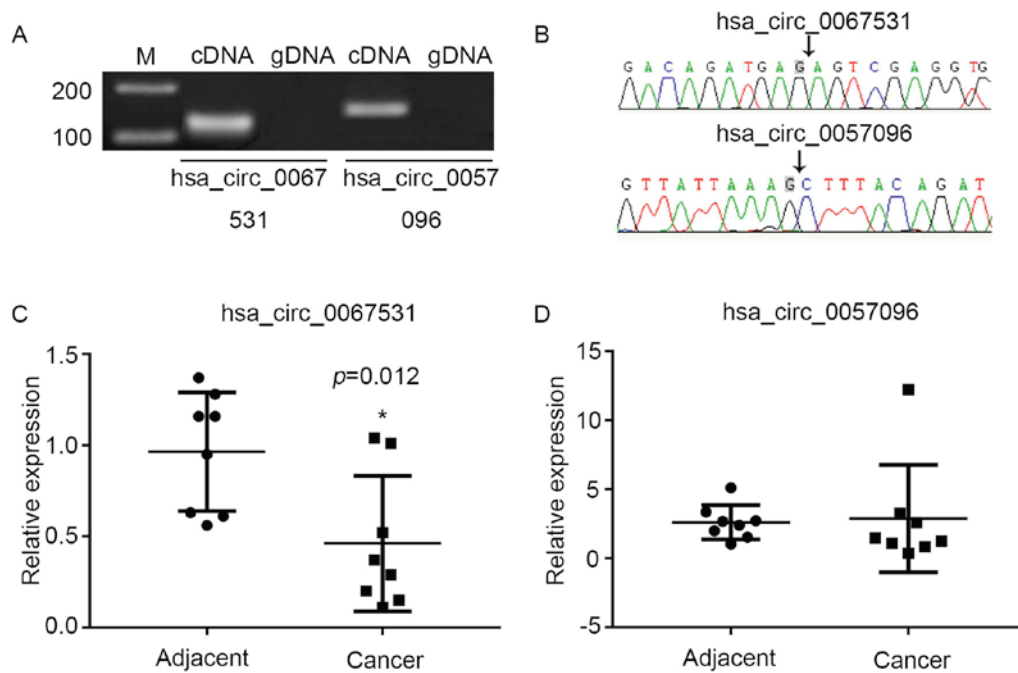 A
M cDNA gDNA cDNA gDNA
200
100
hsa_circ_0067 hsa_circ_0057
531 096
B
hsa_circ_0067531
G A C A G A T G A G A G T C G A G G T G
hsa_circ_0057096
G T T A T T A A A G C T T T A C A G A T
C
hsa_circ_0067531
Relative expression
1.5
1.0
0.5
0.0
p=0.012
*
Adjacent Cancer
D
hsa_circ_0057096
Relative expression
15
10
5
0
-5
Adjacent Cancer